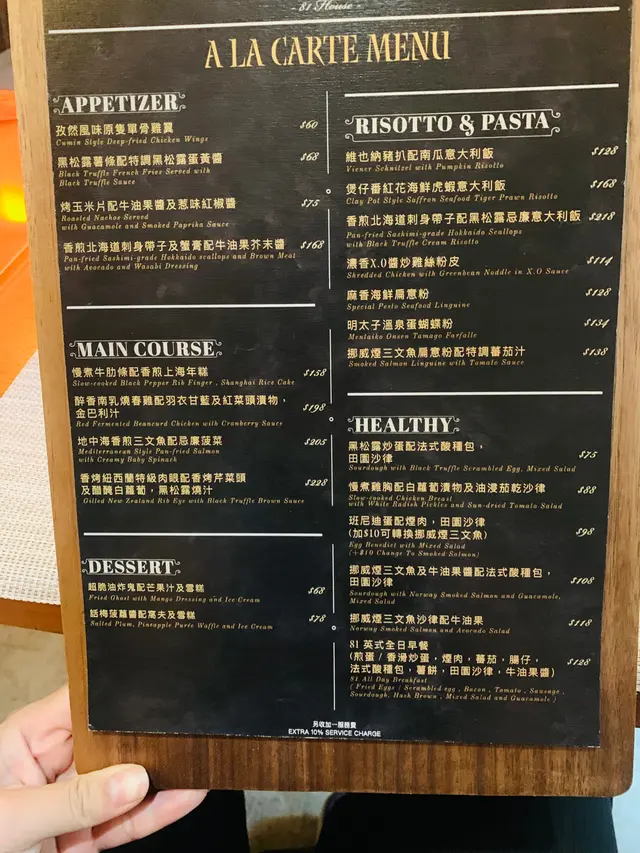 - 81 House -
A LA CARTE MENU
APPETIZER
孜然風味原隻單骨雞翼 $60
Cumin Style Deep-fried Chicken Wings
黑松露薯條配特調黑松露蛋黃醬 $68
Black Truffle French Fries Served with
Black Truffle Sauce
烤玉米片配牛油果醬及惹味紅椒醬 $75
Roasted Nachos Served
with Guacamole and Smoked Paprika Sauce
香煎北海道刺身帶子及蟹膏配牛油果芥末醬 $168
Pan-fried Sashimi-grade Hokkaido scallops and Brown Meat
with Avocado and Wasabi Dressing
MAIN COURSE
慢煮牛肋條配香煎上海年糕 $158
Slow-cooked Black Pepper Rib Finger , Shanghai Rice Cake
醉香南乳燒春雞配羽衣甘藍及紅菜頭漬物,
金巴利汁 $198
Red Fermented Beancurd Chicken with Cranberry Sauce
地中海香煎三文魚配忌廉菠菜 $205
Mediterranean Style Pan-fried Salmon
with Creamy Baby Spinach
香烤紐西蘭特級肉眼配香烤芹菜頭
及醋醃白蘿蔔,黑松露燒汁 $228
Gilled New Zealand Rib Eye with Black Truffle Brown Sauce
DESSERT
超脆油炸鬼配芒果汁及雪糕 $68
Fried Ghost with Mango Dressing and Ice Cream
話梅菠蘿醬配窩夫及雪糕 $78
Salted Plum, Pineapple Purée Waffle and Ice Cream
RISOTTO & PASTA
維也納豬扒配南瓜意大利飯 $128
Viener Schnitzel with Pumpkin Risotto
煲仔番紅花海鮮虎蝦意大利飯 $168
Clay Pot Style Saffron Seafood Tiger Prawn Risotto
香煎北海道刺身帶子配黑松露忌廉意大利飯 $218
Pan-fried Sashimi-grade Hokkaido Scallops
with Black Truffle Cream Risotto
濃香X.O醬炒雞絲粉皮 $114
Shredded Chicken with Greenbean Noddle in X.O Sauce
麻香海鮮扁意粉 $128
Special Pesto Seafood Linguine
明太子溫泉蛋蝴蝶粉 $134
Mentaiko Onsen Tamago Farfalle
挪威煙三文魚扁意粉配特調蕃茄汁 $138
Smoked Salmon Linguine with Tomato Sauce
HEALTHY
黑松露炒蛋配法式酸種包,
田園沙律 $75
Sourdough with Black Truffle Scrambled Egg, Mixed Salad
慢煮雞胸配白蘿蔔漬物及油浸茄乾沙律 $88
Slow-cooked Chicken Breast
with White Radish Pickles and Sun-dried Tomato Salad
班尼迪蛋配煙肉,田園沙律
(加$10可轉換挪威煙三文魚) $98
Egg Benedict with Mixed Salad
(+$10 Change To Smoked Salmon)
挪威煙三文魚及牛油果醬配法式酸種包,
田園沙律 $108
Sourdough with Norway Smoked Salmon and Guacamole,
Mixed Salad
挪威煙三文魚沙律配牛油果 $118
Norway Smoked Salmon and Avocado Salad
81 英式全日早餐
(煎蛋 / 香滑炒蛋,煙肉,蕃茄,腸仔,
法式酸種包,薯餅,田園沙律,牛油果醬) $128
81 All Day Breakfast
( Fried Eggs / Scrambled egg , Bacon , Tomato , Sausage ,
Sourdough, Hash Brown , Mixed Salad and Guacamole )
另收加一服務費
EXTRA 10% SERVICE CHARGE